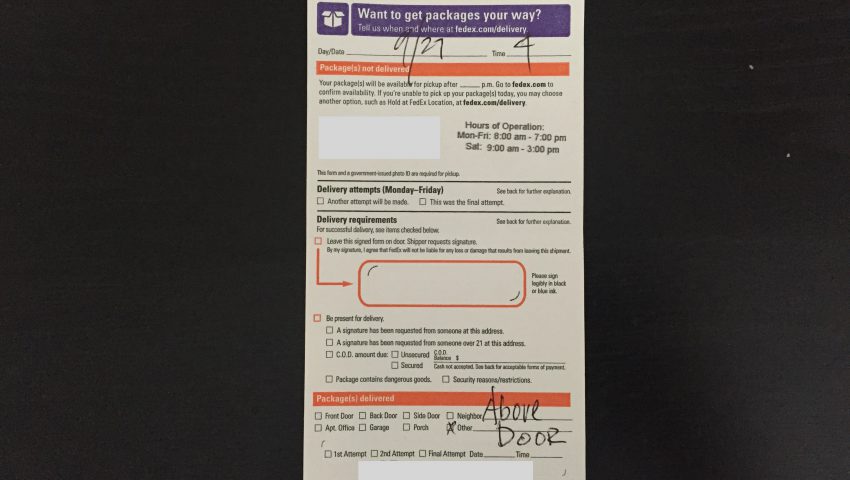 Want to get packages your way?
Tell us when and where at fedex.com/delivery.
Day/Date 9/27 Time 4
Package(s) not delivered
Your package(s) will be available for pickup after ____ p.m. Go to fedex.com to
confirm availability. If you're unable to pick up your package(s) today, you may choose
another option, such as Hold at FedEx Location, at fedex.com/delivery.
Hours of Operation:
Mon-Fri: 8:00 am - 7:00 pm
Sat: 9:00 am - 3:00 pm
This form and a government-issued photo ID are required for pickup.
Delivery attempts (Monday–Friday) See back for further explanation.
☐ Another attempt will be made. ☐ This was the final attempt.
Delivery requirements See back for further explanation.
For successful delivery, see items checked below.
☐ Leave this signed form on door. Shipper requests signature.
By my signature, I agree that FedEx will not be liable for any loss or damage that results from leaving this shipment.
Please sign
legibly in black
or blue ink.
☐ Be present for delivery.
☐ A signature has been requested from someone at this address.
☐ A signature has been requested from someone over 21 at this address.
☐ C.O.D. amount due: ☐ Unsecured C.O.D. Balance $
☐ Secured Cash not accepted. See back for acceptable forms of payment.
☐ Package contains dangerous goods. ☐ Security reasons/restrictions.
Package(s) delivered
☐ Front Door ☐ Back Door ☐ Side Door ☐ Neighbor Above
☐ Apt. Office ☐ Garage ☐ Porch ☒ Other DOOR
☐ 1st Attempt ☐ 2nd Attempt ☐ Final Attempt Date ____ Time ____